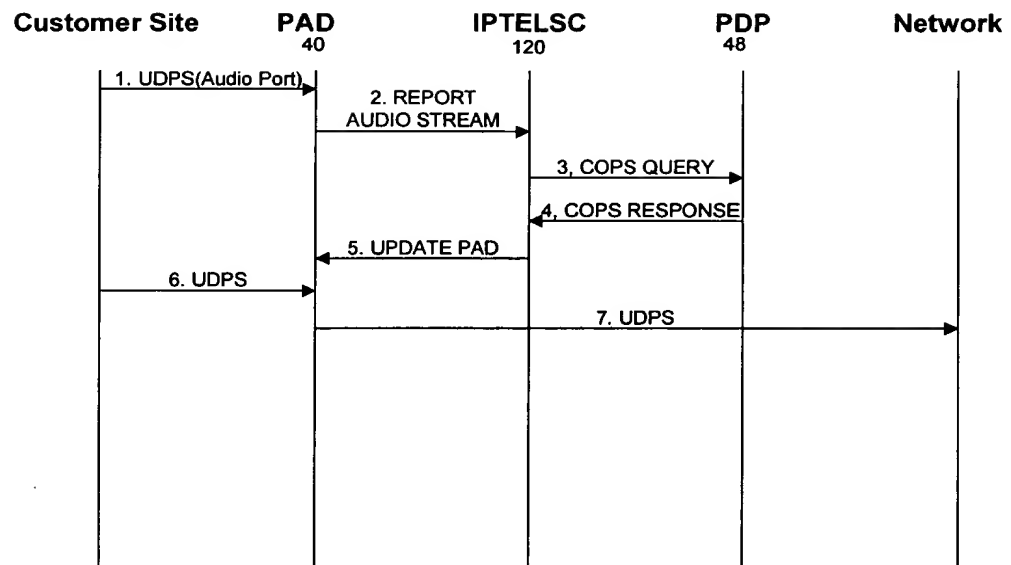 Customer Site PAD IPTELSC PDP Network
40 120 48
1. UDPS(Audio Port)
2. REPORT
AUDIO STREAM
3, COPS QUERY
4, COPS RESPONSE
5. UPDATE PAD
6. UDPS
7. UDPS